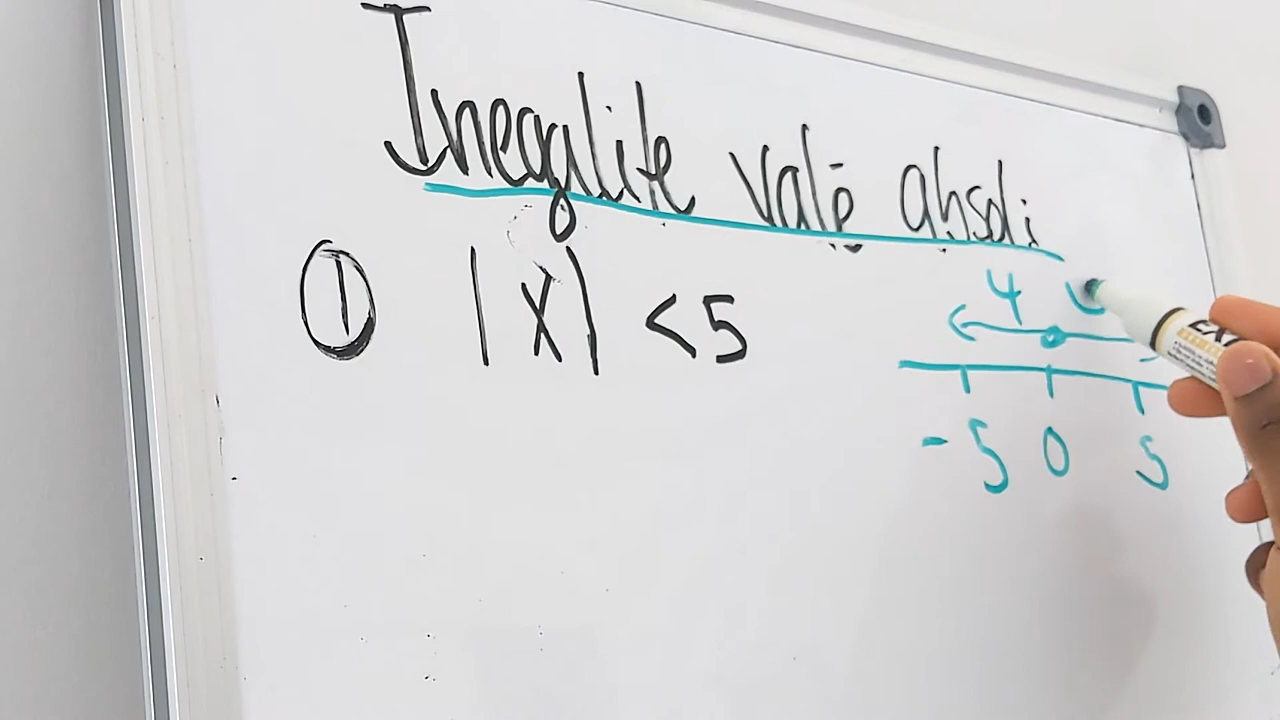 Inegalite valè absoli
① |x| < 5
4
-5 0 5